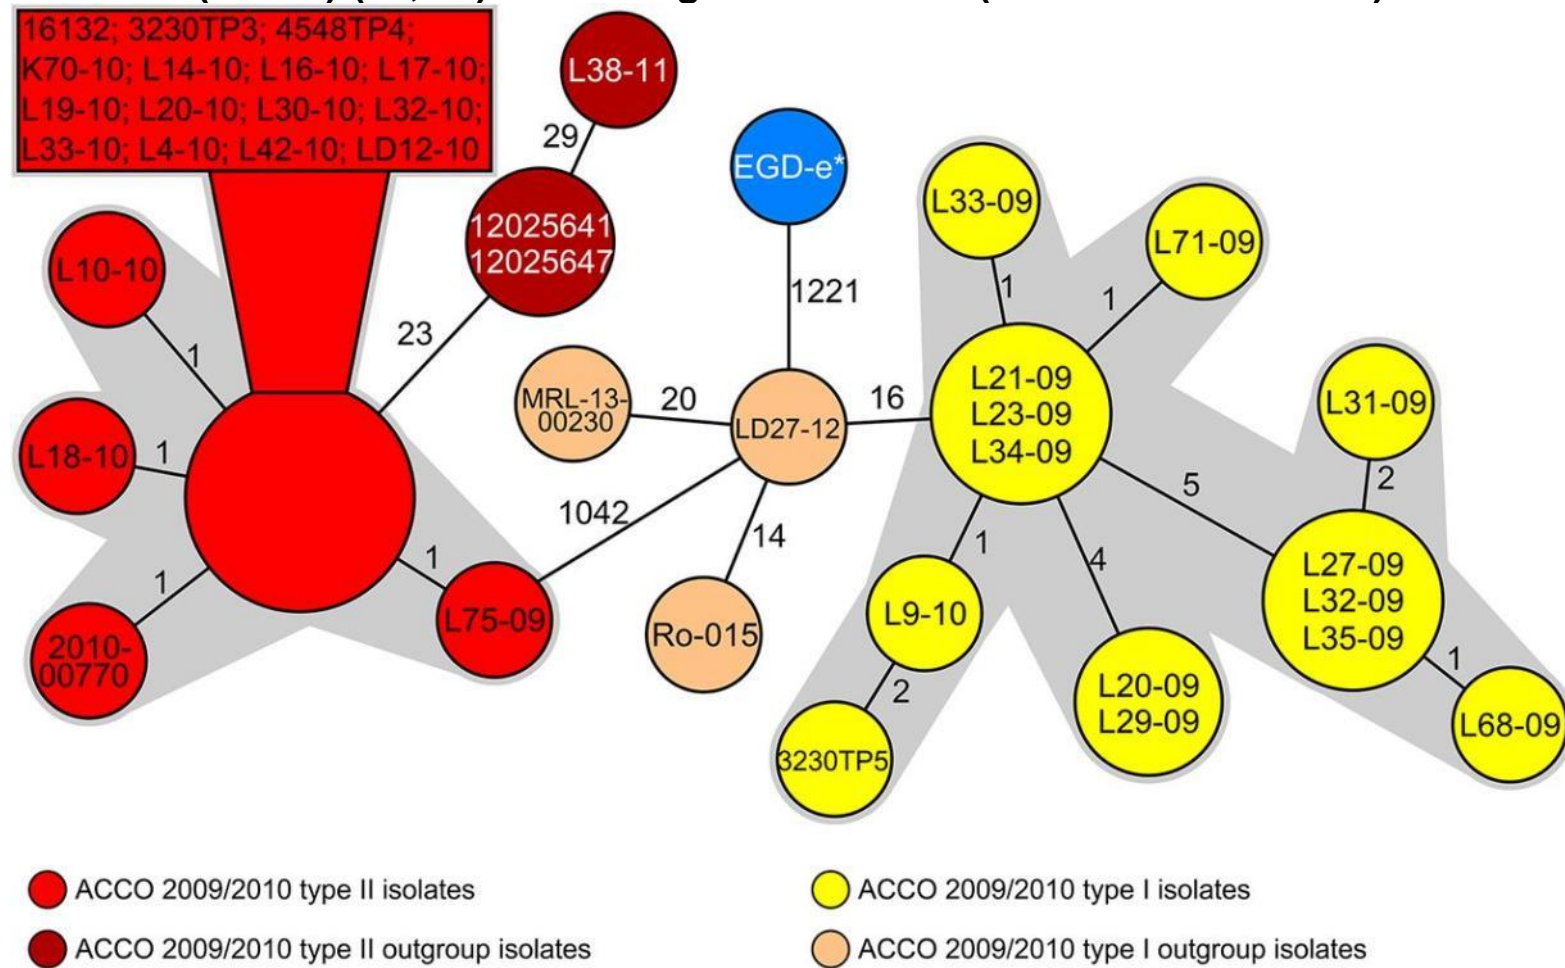 16132; 3230TP3; 4548TP4;
K70-10; L14-10; L16-10; L17-10;
L19-10; L20-10; L30-10; L32-10;
L33-10; L4-10; L42-10; LD12-10
L38-11
29
EGD-e*
12025641
12025647
L33-09
L71-09
L10-10
1221
1
1
23
1
MRL-13-
00230
20
LD27-12
16
L21-09
L23-09
L34-09
L31-09
L18-10
1
5
2
1042
14
1
4
1
1
L27-09
L32-09
L35-09
L75-09
Ro-015
L9-10
2010-
00770
2
L20-09
L29-09
1
L68-09
3230TP5
ACCO 2009/2010 type II isolates
ACCO 2009/2010 type I isolates
ACCO 2009/2010 type II outgroup isolates
ACCO 2009/2010 type I outgroup isolates